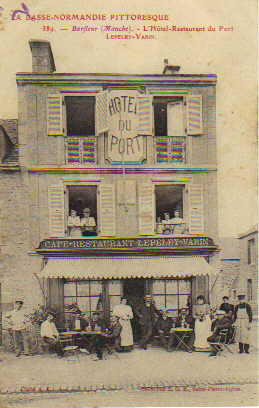 LA BASSE-NORMANDIE PITTORESQUE
389. - Barfleur (Manche). - L'Hôtel-Restaurant du Port
LEPELEY-VARIN.
HOTEL
DU
PORT
CAFÉ-RESTAURANT-LEPELEY-VARIN